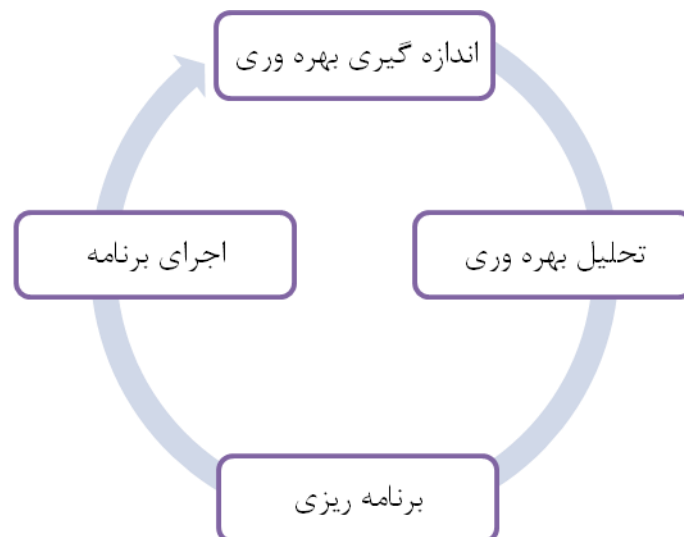 اندازه گیری بهره وری
تحلیل بهره وری
برنامه ریزی
اجرای برنامه